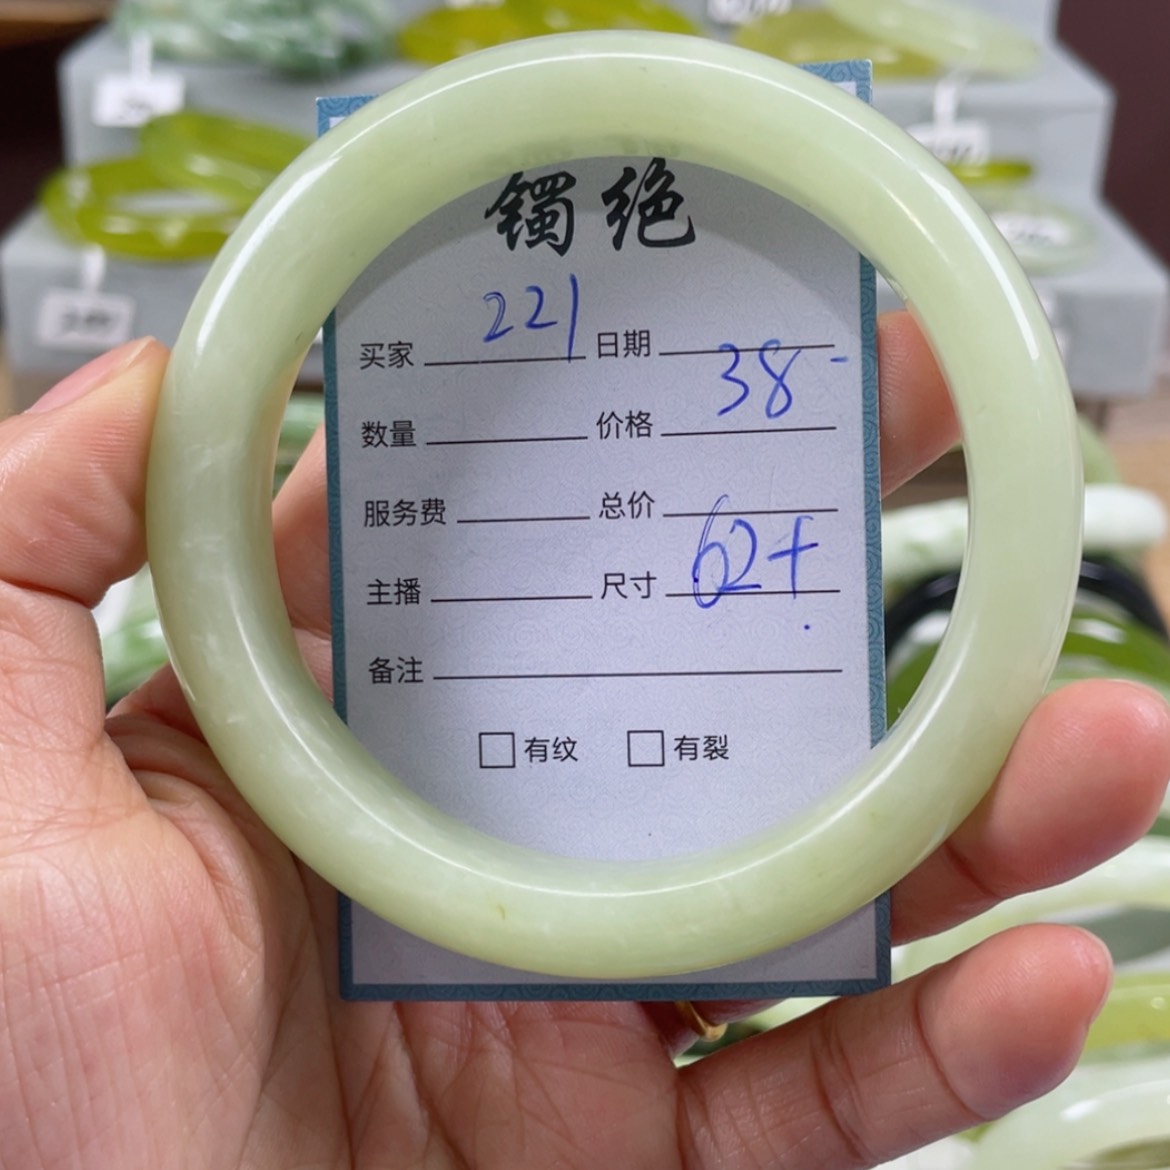 镯绝
买家 221 日期
数量 价格 38-
服务费 总价
主播 尺寸 62+
备注
□有纹 □有裂